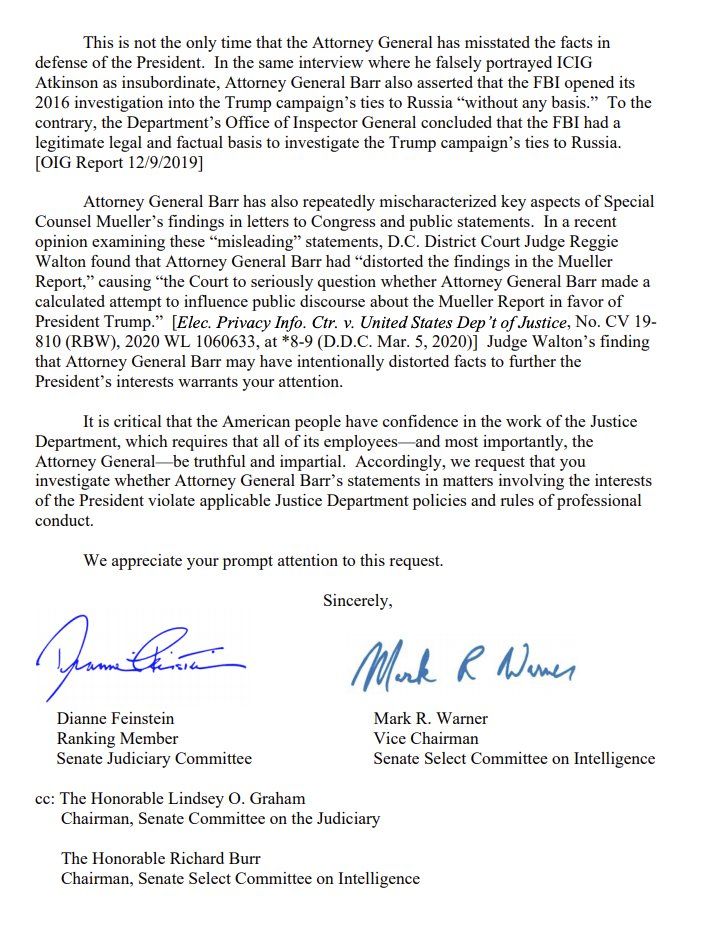 This is not the only time that the Attorney General has misstated the facts in
defense of the President. In the same interview where he falsely portrayed ICIG
Atkinson as insubordinate, Attorney General Barr also asserted that the FBI opened its
2016 investigation into the Trump campaign's ties to Russia “without any basis.” To the
contrary, the Department's Office of Inspector General concluded that the FBI had a
legitimate legal and factual basis to investigate the Trump campaign's ties to Russia.
[OIG Report 12/9/2019]
Attorney General Barr has also repeatedly mischaracterized key aspects of Special
Counsel Mueller's findings in letters to Congress and public statements. In a recent
opinion examining these “misleading” statements, D.C. District Court Judge Reggie
Walton found that Attorney General Barr had “distorted the findings in the Mueller
Report,” causing “the Court to seriously question whether Attorney General Barr made a
calculated attempt to influence public discourse about the Mueller Report in favor of
President Trump.” [Elec. Privacy Info. Ctr. v. United States Dep't of Justice, No. CV 19-
810 (RBW), 2020 WL 1060633, at *8-9 (D.D.C. Mar. 5, 2020)] Judge Walton's finding
that Attorney General Barr may have intentionally distorted facts to further the
President's interests warrants your attention.
It is critical that the American people have confidence in the work of the Justice
Department, which requires that all of its employees—and most importantly, the
Attorney General—be truthful and impartial. Accordingly, we request that you
investigate whether Attorney General Barr's statements in matters involving the interests
of the President violate applicable Justice Department policies and rules of professional
conduct.
We appreciate your prompt attention to this request.
Sincerely,
Dianne Feinstein
Mark R Warner
Dianne Feinstein
Ranking Member
Senate Judiciary Committee
Mark R. Warner
Vice Chairman
Senate Select Committee on Intelligence
cc: The Honorable Lindsey O. Graham
Chairman, Senate Committee on the Judiciary
The Honorable Richard Burr
Chairman, Senate Select Committee on Intelligence